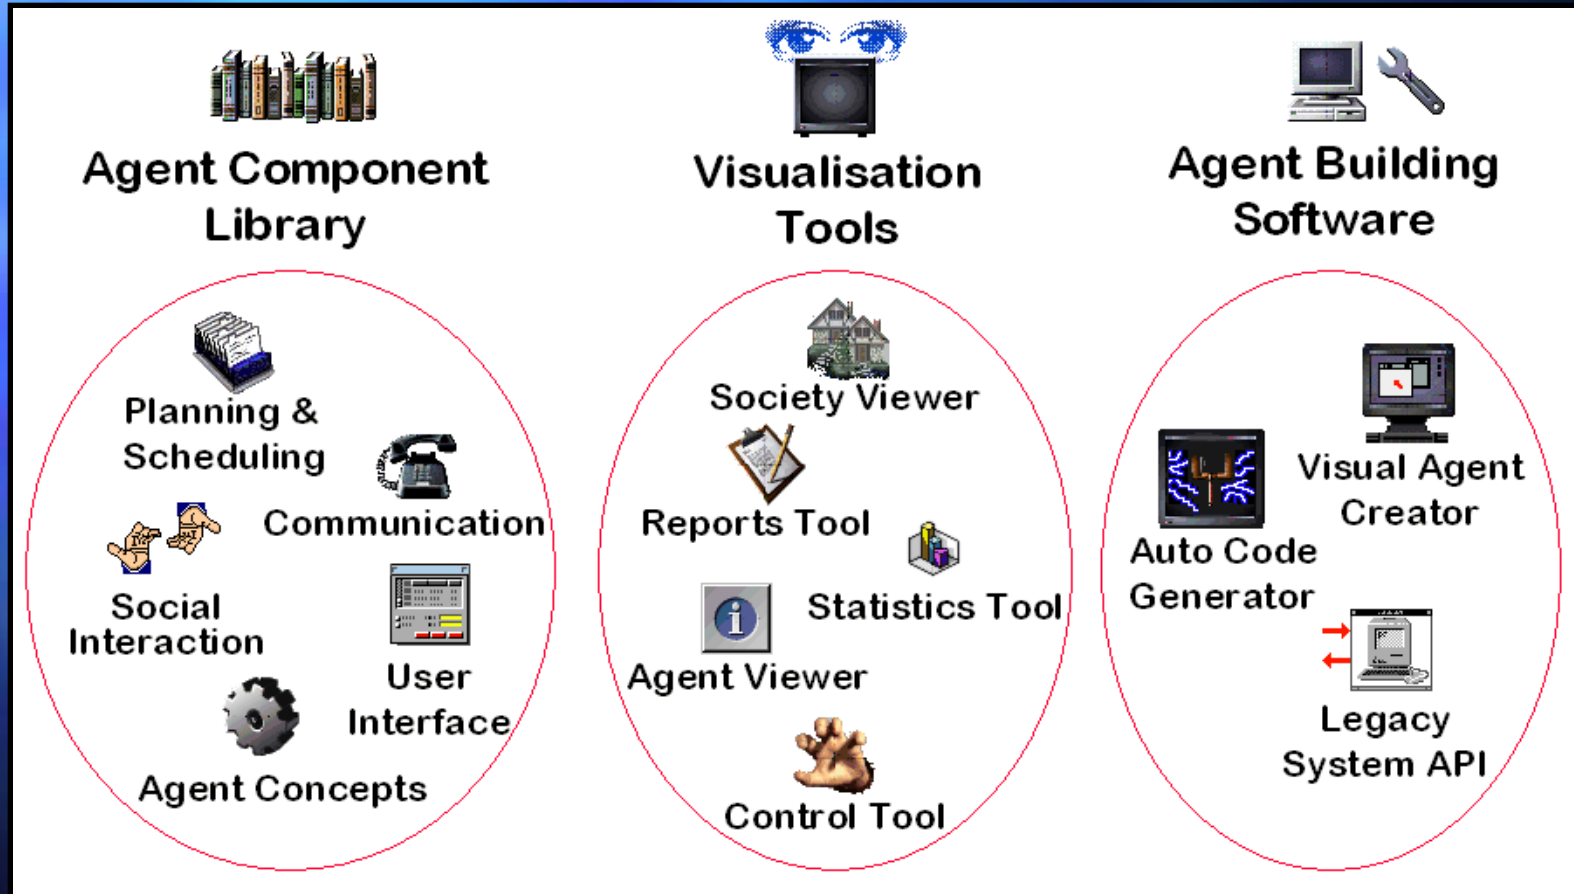 Agent Component
Library
Planning &
Scheduling
Communication
Social
Interaction
User
Interface
Agent Concepts
Visualisation
Tools
Society Viewer
Reports Tool
Statistics Tool
Agent Viewer
Control Tool
Agent Building
Software
Visual Agent
Creator
Auto Code
Generator
Legacy
System API